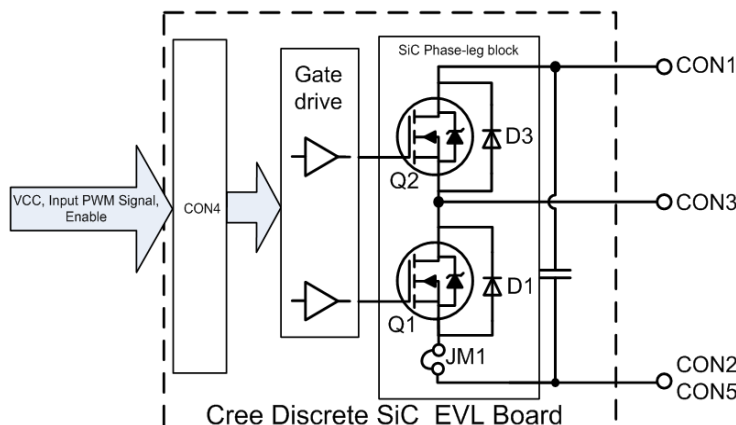 SiC Phase-leg block
Gate
drive
CON1
D3
Q2
VCC, Input PWM Signal,
Enable
CON4
CON3
D1
Q1
JM1
CON2
CON5
Cree Discrete SiC EVL Board